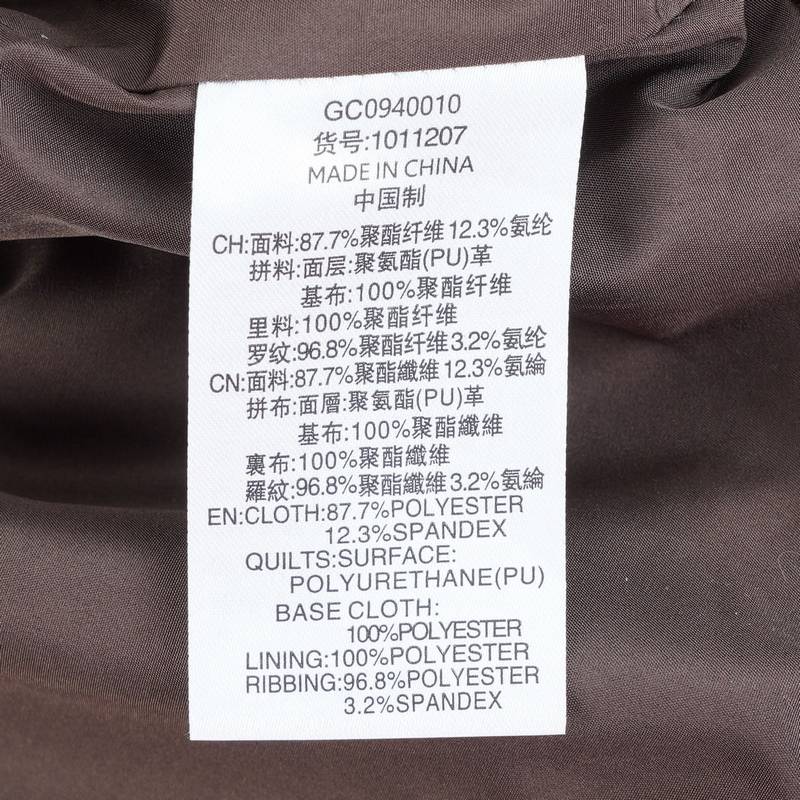 GC0940010
货号:1011207
MADE IN CHINA
中国制
CH:面料:87.7%聚酯纤维12.3%氨纶
拼料:面层:聚氨酯(PU)革
基布:100%聚酯纤维
里料:100%聚酯纤维
罗纹:96.8%聚酯纤维3.2%氨纶
CN:面料:87.7%聚酯纖維12.3%氨綸
拼布:面層:聚氨酯(PU)革
基布:100%聚酯纖維
裏布:100%聚酯纖維
羅紋:96.8%聚酯纖維3.2%氨綸
EN:CLOTH:87.7%POLYESTER
12.3%SPANDEX
QUILTS:SURFACE:
POLYURETHANE(PU)
BASE CLOTH:
100%POLYESTER
LINING:100%POLYESTER
RIBBING:96.8%POLYESTER
3.2%SPANDEX